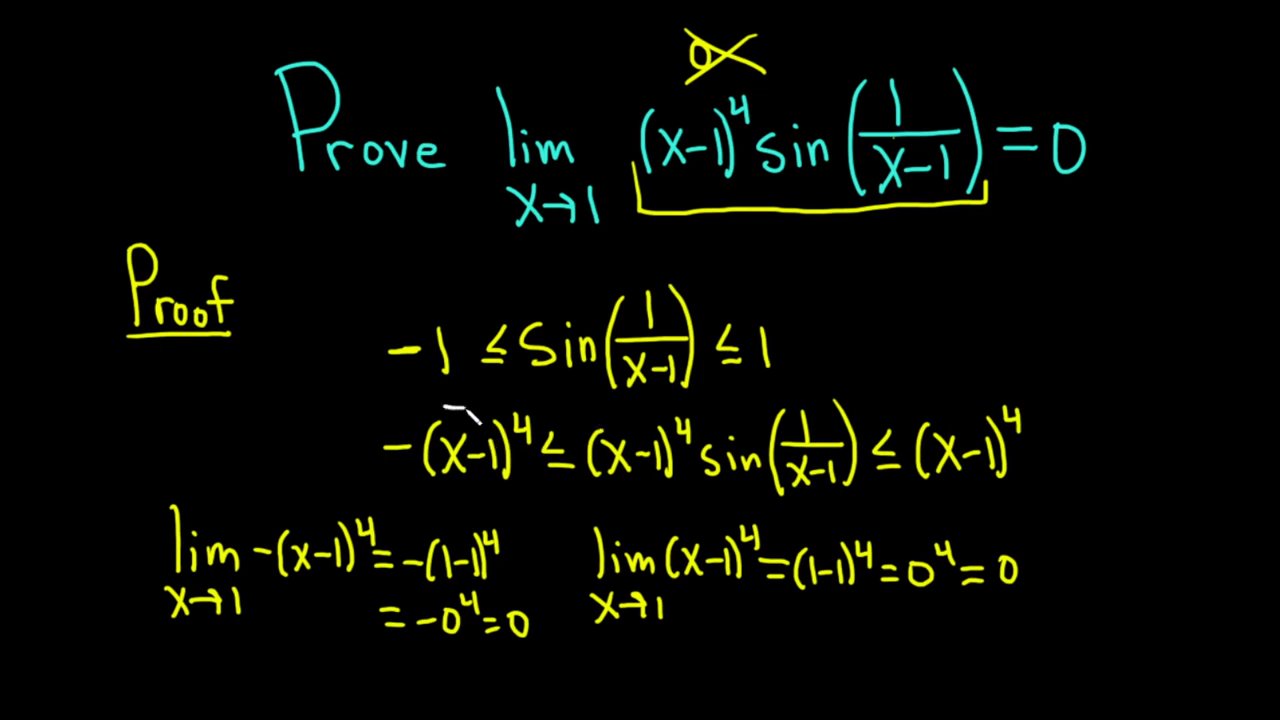 0
Prove lim x→1 (x-1)^4 sin(1/(x-1)) = 0
Proof
-1 ≤ Sin(1/(x-1)) ≤ 1
-(x-1)^4 ≤ (x-1)^4 sin(1/(x-1)) ≤ (x-1)^4
lim x→1 -(x-1)^4 = -(1-1)^4
= -0^4 = 0
lim x→1 (x-1)^4 = (1-1)^4 = 0^4 = 0